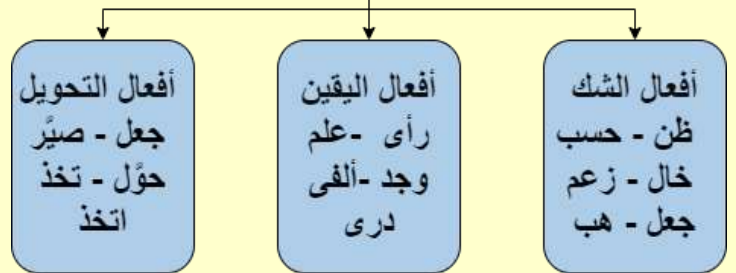 أفعال الشك
ظن - حسب
خال - زعم
جعل - هب
أفعال اليقين
رأى -علم
وجد -ألفى
درى
أفعال التحويل
جعل - صيَّر
حوَّل - تخذ
اتخذ